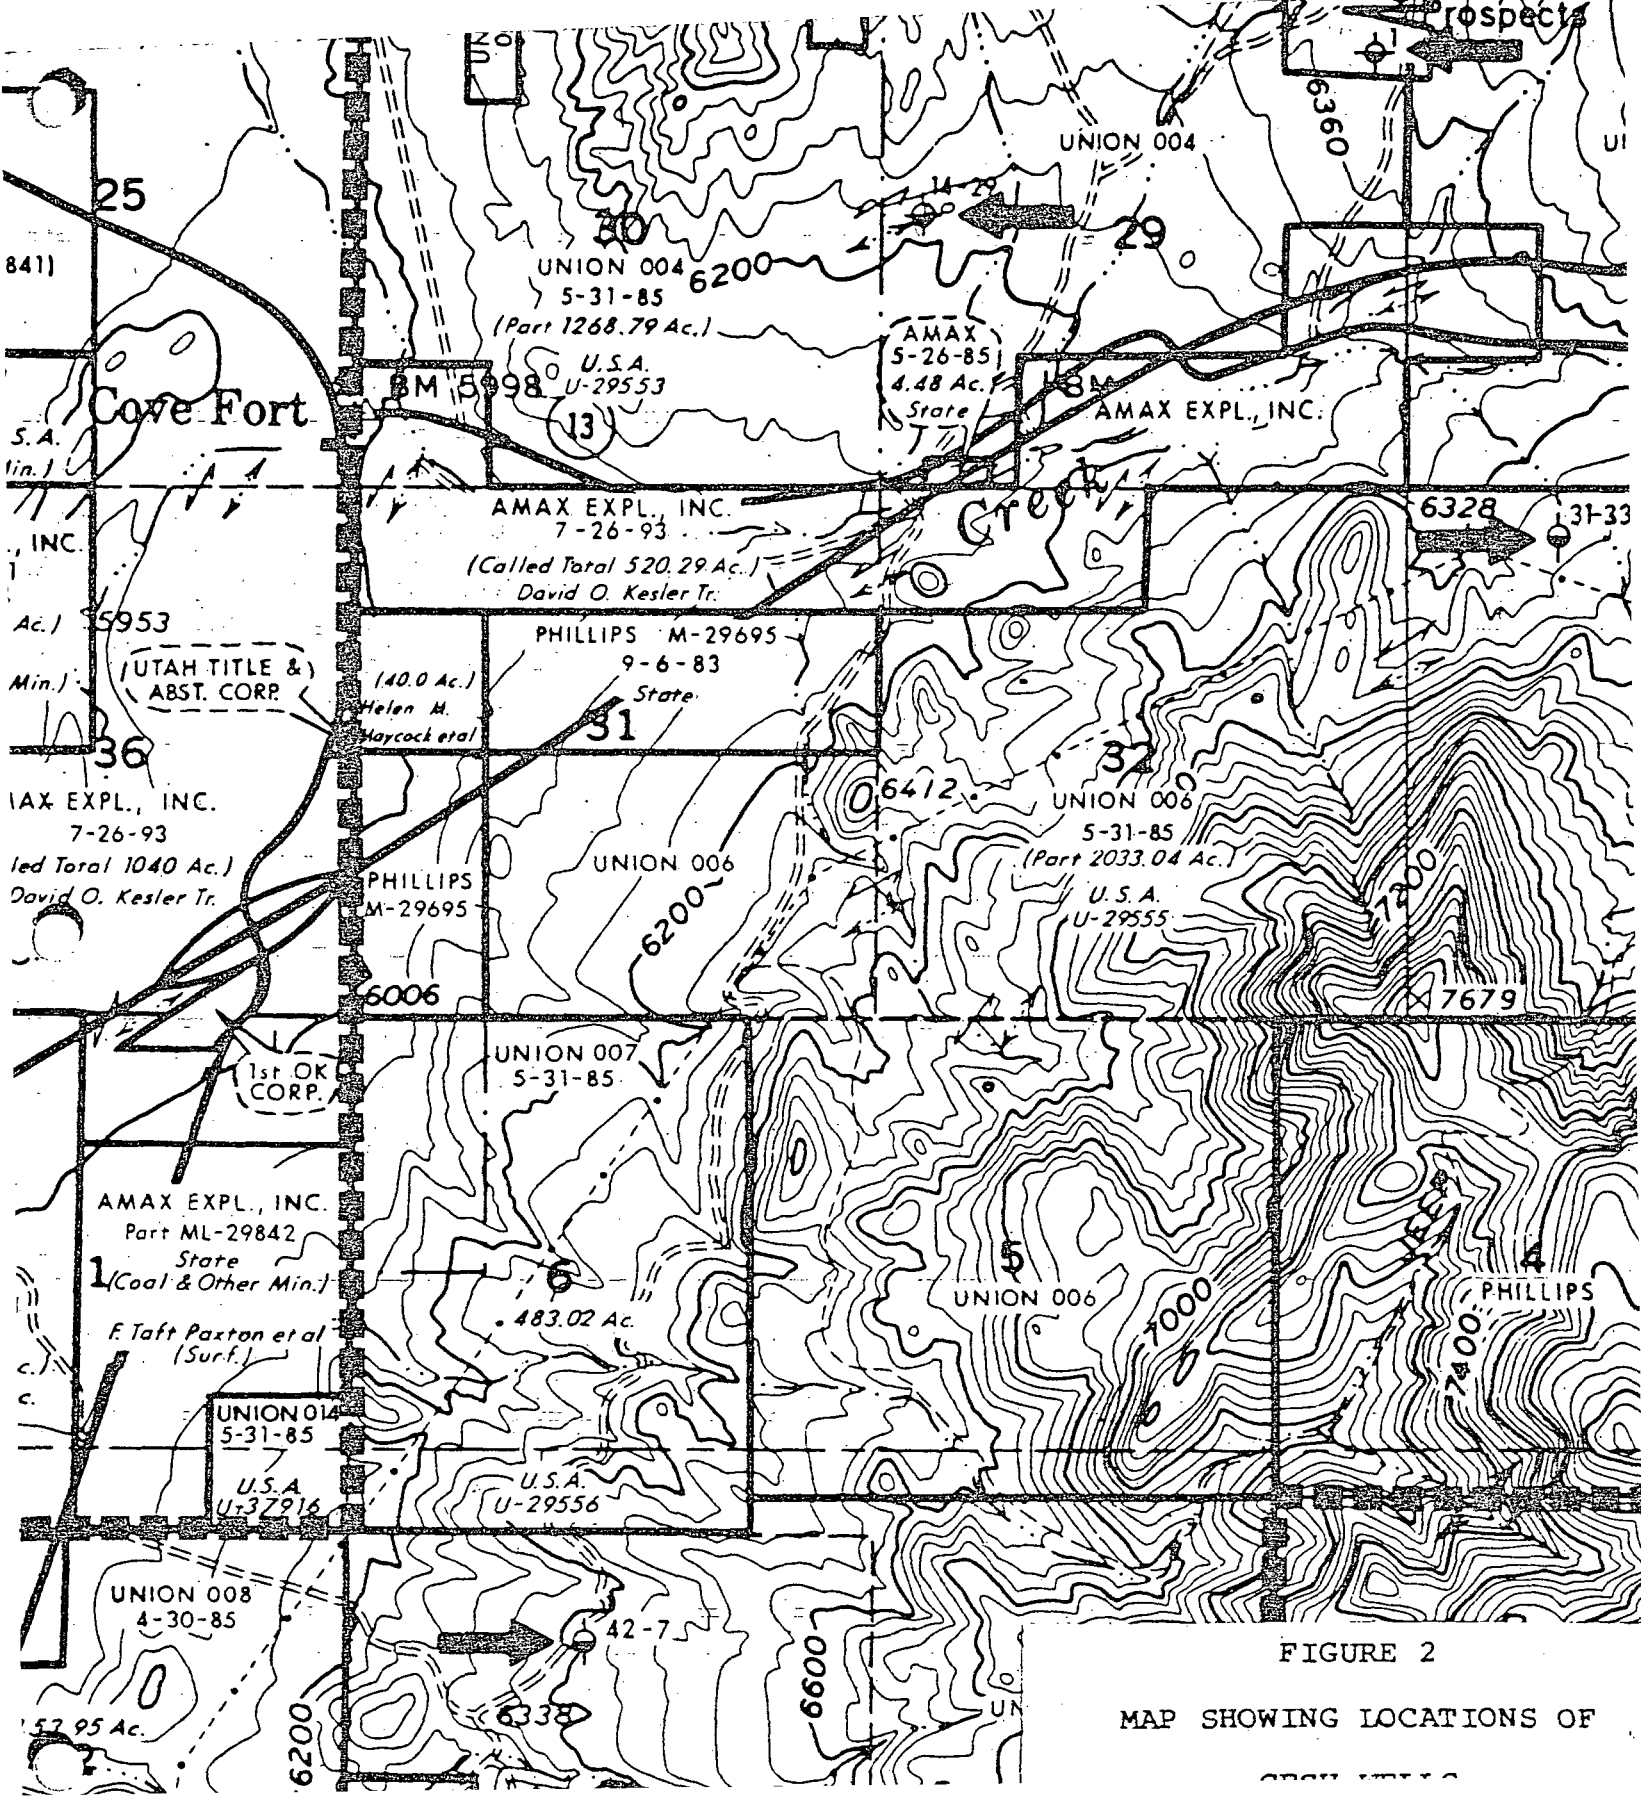 Prospects
6360
UNION 004
14-29
25
30
29
841)
UNION 004
6200
5-31-85
(Part 1268.79 Ac.)
U.S.A.
U-29553
13
AMAX
5-26-85
4.48 Ac.
State
BM 5998
BM
Cove Fort
AMAX EXPL., INC.
S. A.
Creek
AMAX EXPL., INC.
7-26-93
(Called Total 520.29 Ac.)
David O. Kesler Tr.
6328
31-33
., INC.
Ac.)
5953
PHILLIPS M-29695
9-6-83
State
UTAH TITLE &
ABST. CORP.
(40.0 Ac.)
Helen M.
Haycock et al
Min.)
31
36
32
6412
UNION 006
5-31-85
(Part 2033.04 Ac.)
U.S.A.
U-29555
AX EXPL., INC.
7-26-93
led Total 1040 Ac.)
David O. Kesler Tr.
PHILLIPS
M-29695
UNION 006
6200
7200
6006
7679
1st OK
CORP.
UNION 007
5-31-85
AMAX EXPL., INC.
Part ML-29842
State
(Coal & Other Min.)
1
F. Taft Paxton et al
(Surf.)
6
483.02 Ac.
5
UNION 006
4
PHILLIPS
7000
7400
c.)
c.
UNION 014
5-31-85
U.S.A.
U-37916
U.S.A.
U-29556
UNION 008
4-30-85
42-7
6338
6200
6600
53.95 Ac.
UN
FIGURE 2
MAP SHOWING LOCATIONS OF